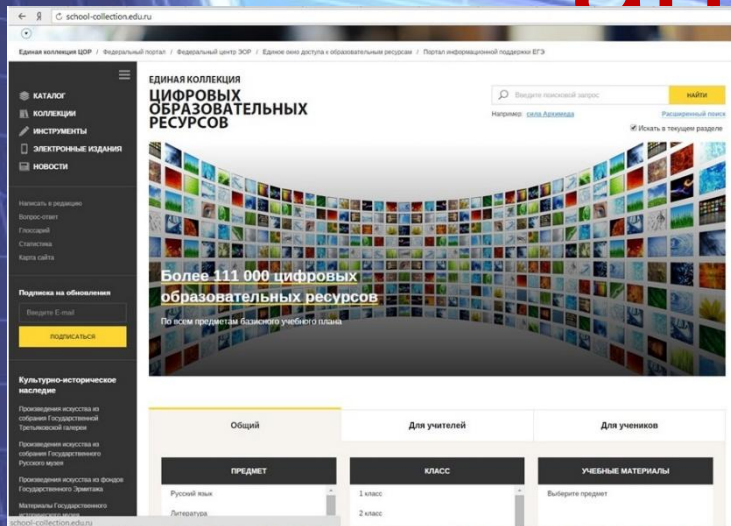 school-collection.edu.ru
Единая коллекция ЦОР / Федеральный портал / Федеральный центр ЭОР / Единое окно доступа к образовательным ресурсам / Портал информационной поддержки ЕГЭ
КАТАЛОГ
КОЛЛЕКЦИИ
ИНСТРУМЕНТЫ
ЭЛЕКТРОННЫЕ ИЗДАНИЯ
НОВОСТИ
Написать в редакцию
Вопрос-ответ
Глоссарий
Статистика
Карта сайта
Подписка на обновления
Введите E-mail
ПОДПИСАТЬСЯ
Культурно-историческое
наследие
Произведения искусства из
собрания Государственной
Третьяковской галереи
Произведения искусства из
собрания Государственного
Русского музея
Произведения искусства из фондов
Государственного Эрмитажа
Материалы Государственного
исторического музея
school-collection.edu.ru
ЕДИНАЯ КОЛЛЕКЦИЯ
ЦИФРОВЫХ
ОБРАЗОВАТЕЛЬНЫХ
РЕСУРСОВ
Введите поисковой запрос
НАЙТИ
Например: сила Архимеда
Расширенный поиск
Искать в текущем разделе
Более 111 000 цифровых
образовательных ресурсов
По всем предметам базисного учебного плана
Общий
Для учителей
Для учеников
ПРЕДМЕТ
КЛАСС
УЧЕБНЫЕ МАТЕРИАЛЫ
Русский язык
Литература
1 класс
2 класс
Выберите предмет